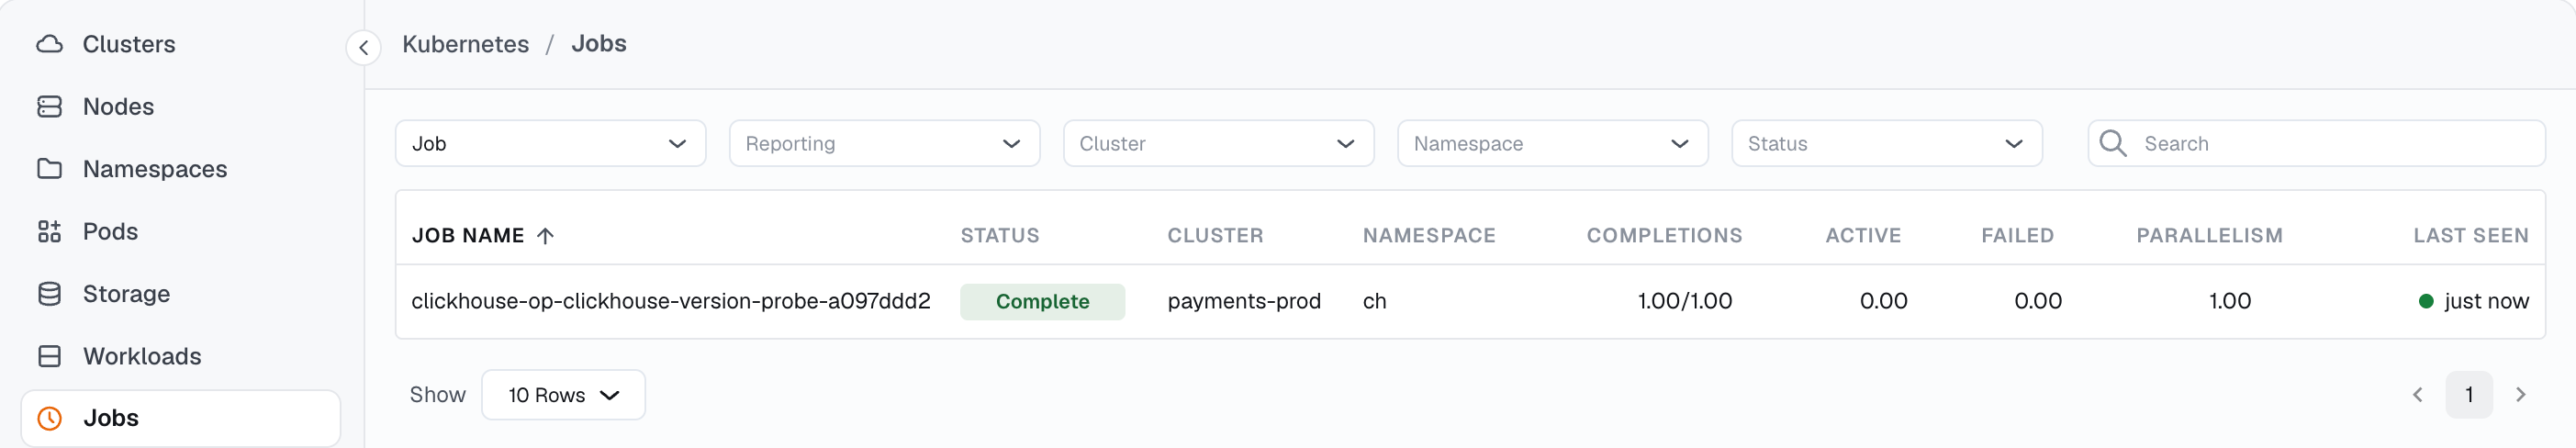 Clusters
Nodes
Namespaces
Pods
Storage
Workloads
Jobs
Kubernetes / Jobs
Job Reporting Cluster Namespace Status Search
JOB NAME STATUS CLUSTER NAMESPACE COMPLETIONS ACTIVE FAILED PARALLELISM LAST SEEN
clickhouse-op-clickhouse-version-probe-a097ddd2 Complete payments-prod ch 1.00/1.00 0.00 0.00 1.00 just now
Show 10 Rows 1